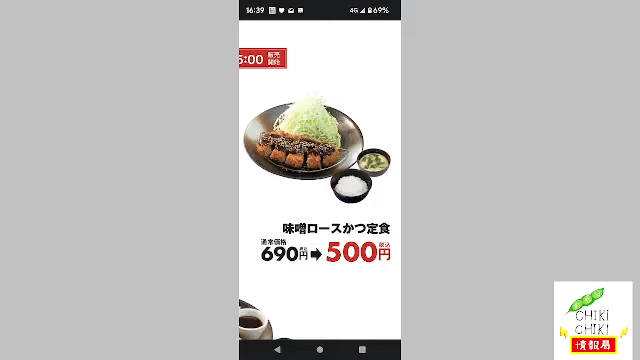 16:39
4G
69%
5:00 販売
開始
味噌ロースかつ定食
通常価格
690円 税込 ➡ 500円 税込
CHIKI
CHIKI
情報局